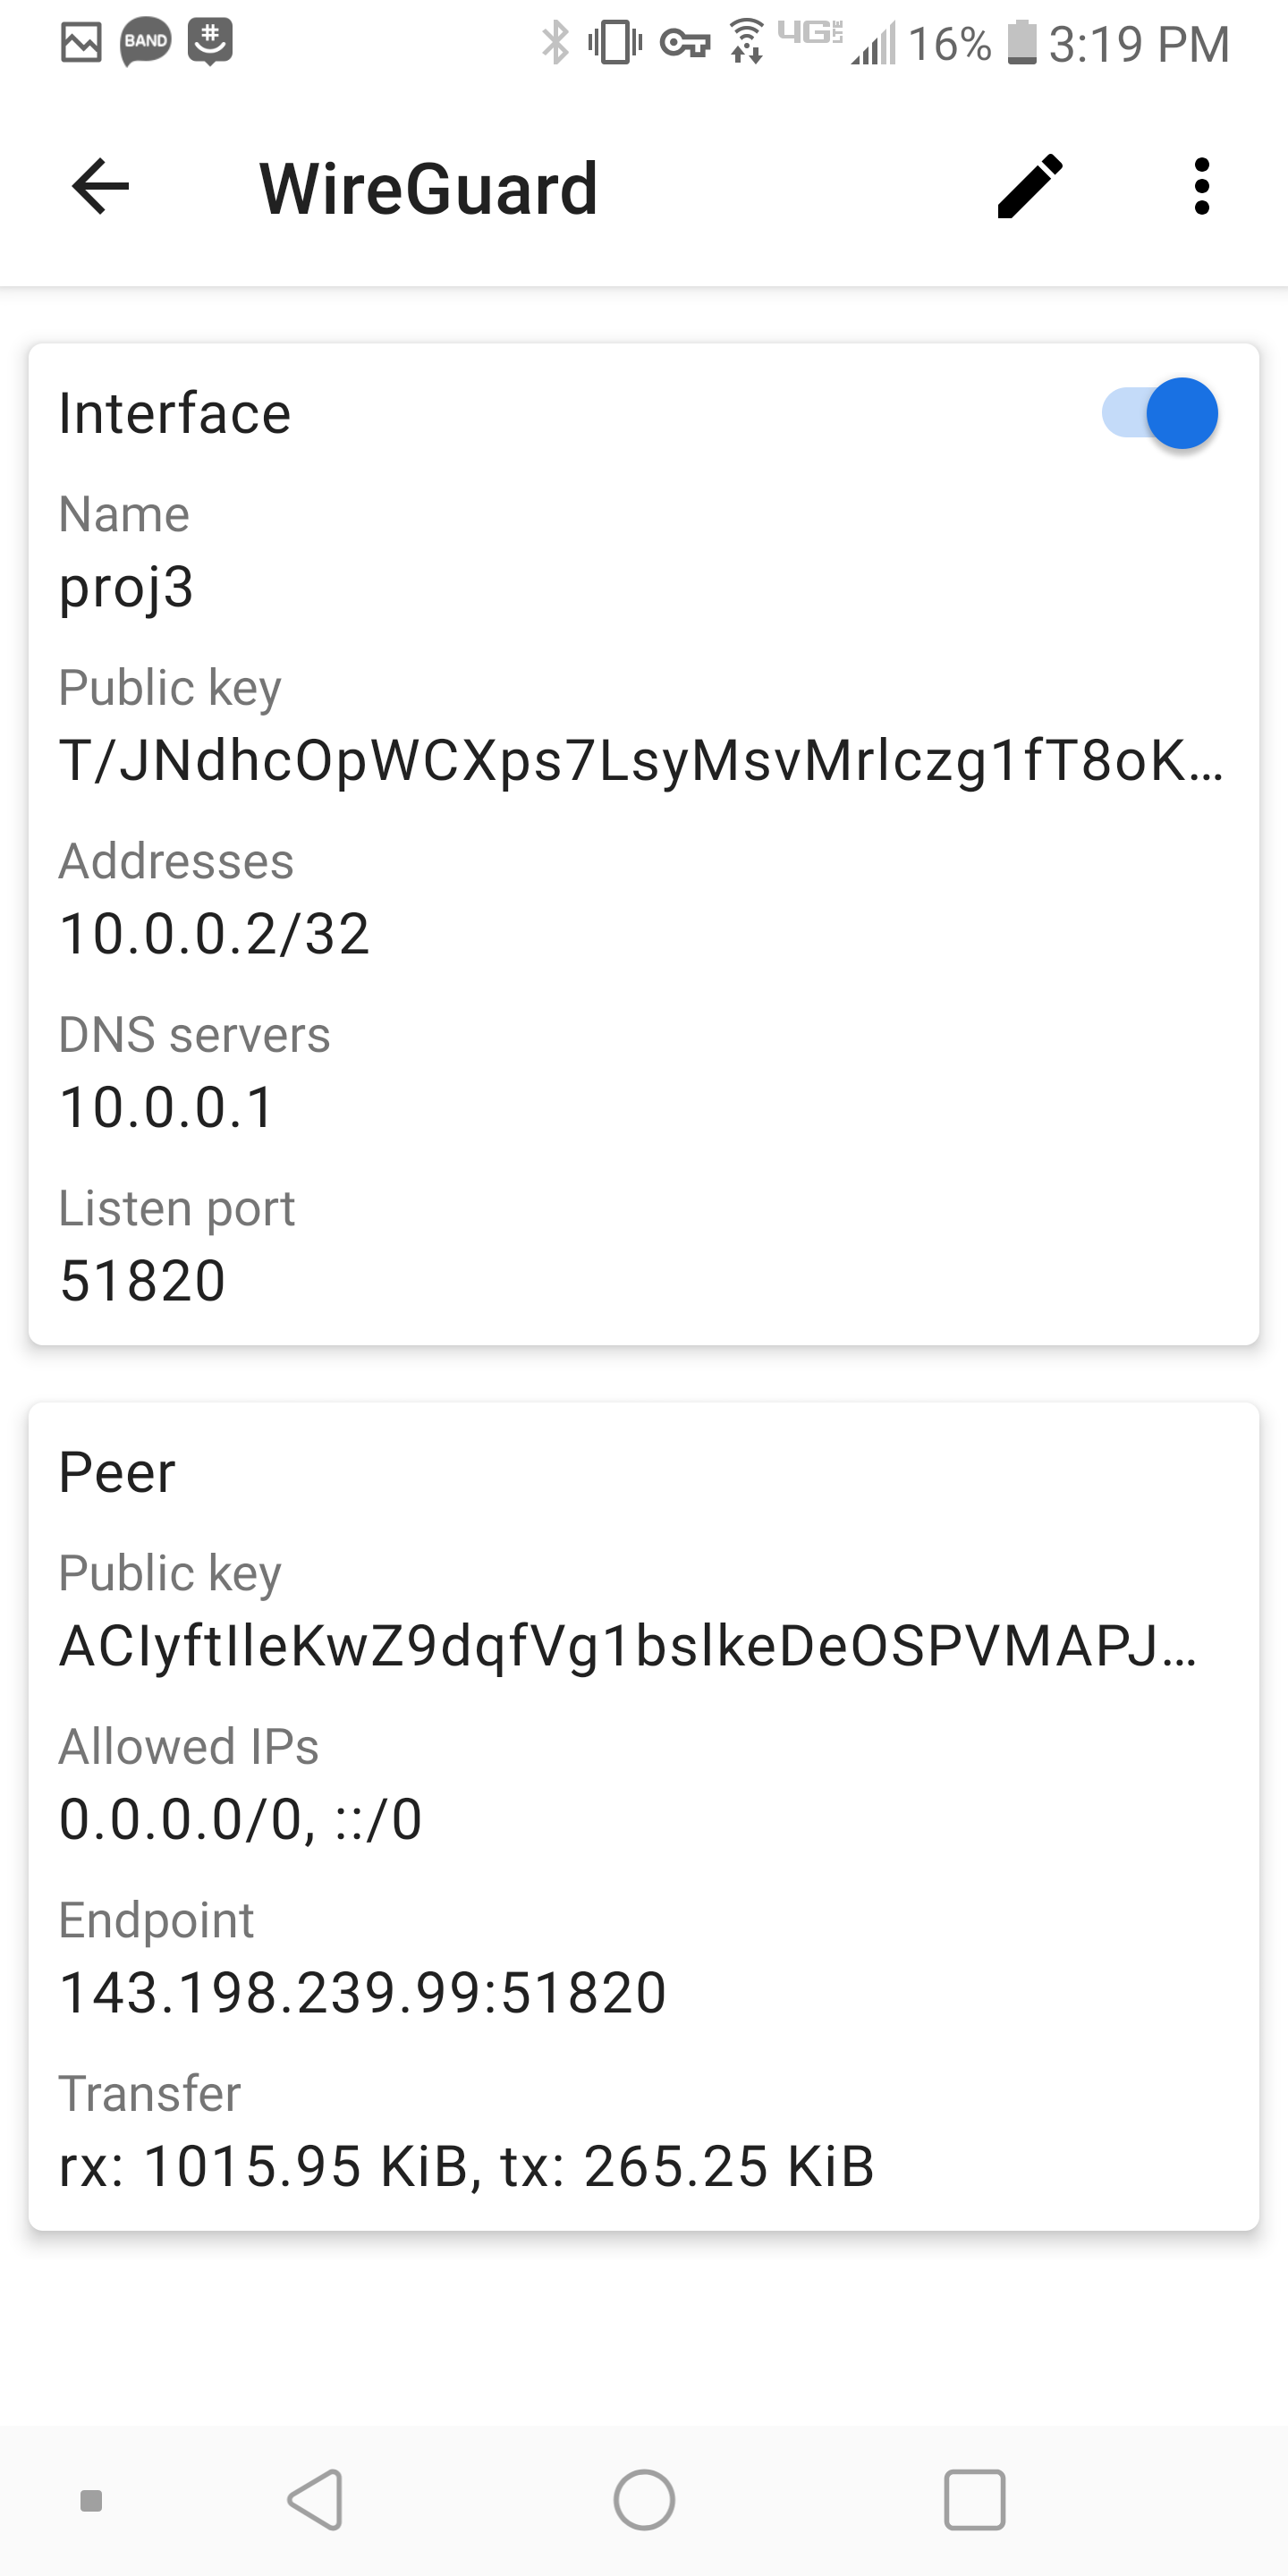 BAND # 4G LTE 16% 3:19 PM
WireGuard
Interface
Name
proj3
Public key
T/JNdhcOpWCXps7LsyMsvMrlczg1fT8oK...
Addresses
10.0.0.2/32
DNS servers
10.0.0.1
Listen port
51820
Peer
Public key
ACIyftIleKwZ9dqfVg1bslkeDeOSPVMAPJ...
Allowed IPs
0.0.0.0/0, ::/0
Endpoint
143.198.239.99:51820
Transfer
rx: 1015.95 KiB, tx: 265.25 KiB